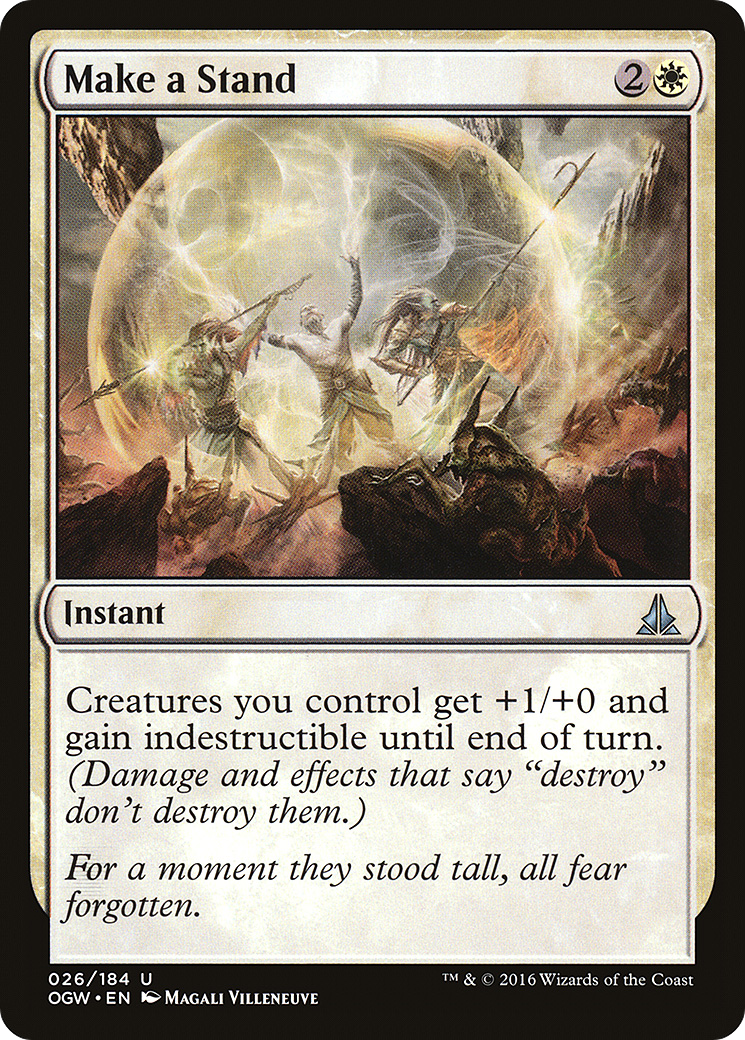 Make a Stand 2
Instant
Creatures you control get +1/+0 and
gain indestructible until end of turn.
(Damage and effects that say “destroy”
don’t destroy them.)
For a moment they stood tall, all fear
forgotten.
026/184 U
OGW • EN Magali Villeneuve
™ & © 2016 Wizards of the Coast